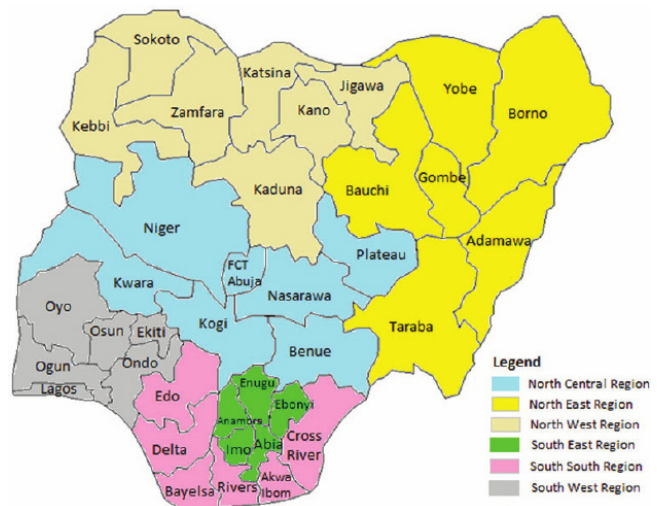 Sokoto
Katsina
Jigawa
Yobe
Borno
Zamfara
Kano
Kebbi
Kaduna
Bauchi
Gombe
Niger
Adamawa
FCT
Abuja
Plateau
Kwara
Nasarawa
Oyo
Kogi
Taraba
Osun
Ekiti
Benue
Ogun
Ondo
Lagos
Enugu
Edo
Ebonyi
Anambra
Delta
Imo
Abia
Cross
River
Bayelsa
Rivers
Akwa
Ibom
Legend
North Central Region
North East Region
North West Region
South East Region
South South Region
South West Region